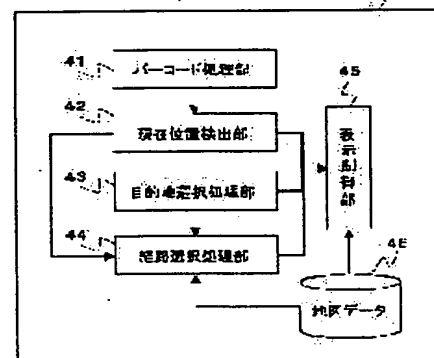 41
バーコード処理部
42
現在位置検出部
43
目的地選択処理部
44
経路選択処理部
45
表示制御部
46
地区データ